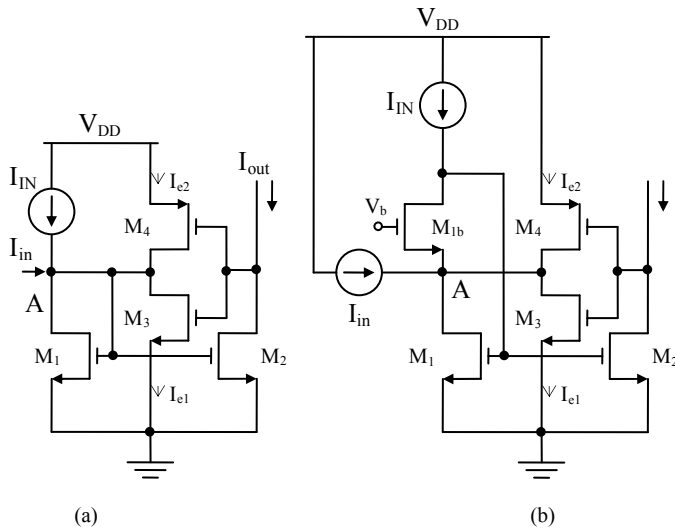 V_DD
I_IN
V_DD
I_out
I_e2
I_e2
I_IN
M_4
V_b
M_1b
M_4
I_in
A
A
M_3
I_in
M_3
M_1
M_2
M_1
M_2
I_e1
I_e1
(a)
(b)